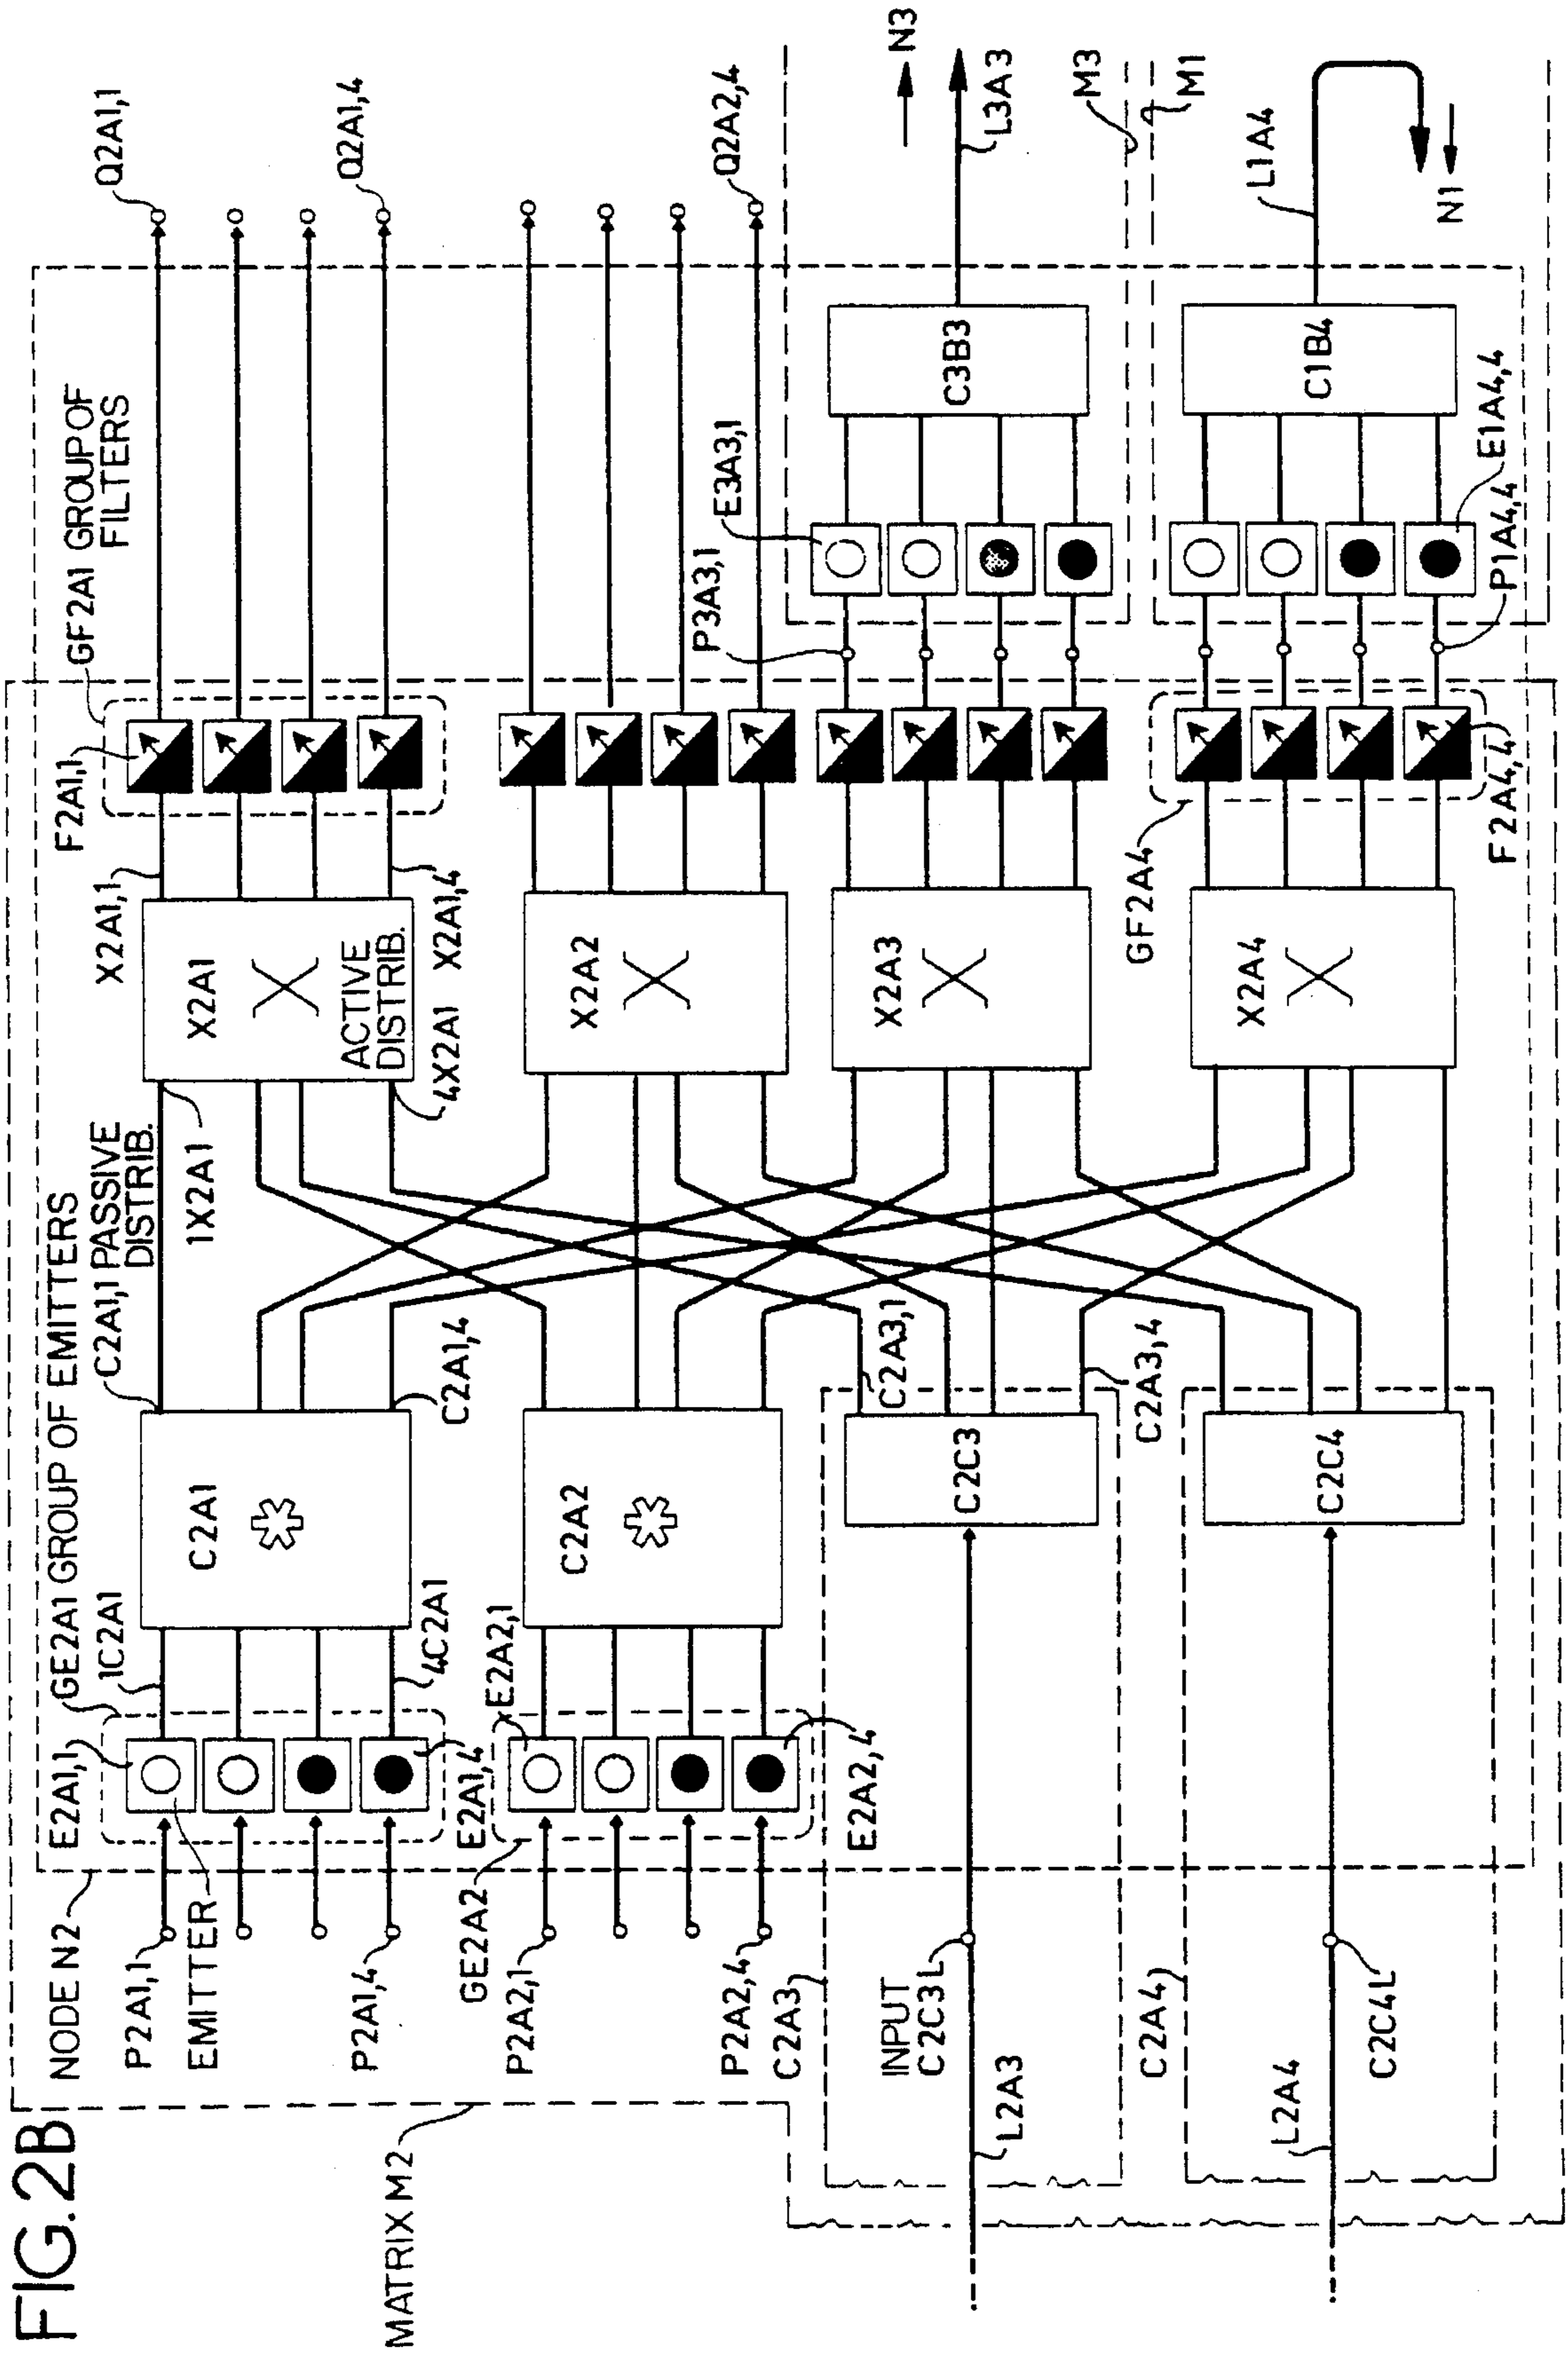 FIG.2B
MATRIX M2
NODE N2
P2A1,1
EMITTER
P2A1,4
GE2A2
P2A2,1
P2A2,4
C2A3
INPUT
C2C3L
L2A3
C2A4
L2A4
C2C4L
E2A1,1
GE2A1 GROUP OF EMITTERS
1C2A1
4C2A1
E2A1,4
E2A2,1
E2A2,4
C2A1
C2A2
C2C3
C2C4
C2A1,1 PASSIVE
DISTRIB.
C2A1,4
C2A3,1
C2A3,4
1X2A1
4X2A1
X2A1,1
X2A1
ACTIVE
DISTRIB.
X2A1,4
X2A2
X2A3
X2A4
F2A1,1
GF2A1 GROUP OF
FILTERS
GF2A4
F2A4,4
P3A3,1
E3A3,1
P1A4,4
E1A4,4
C3B3
C1B4
Q2A1,1
Q2A1,4
Q2A2,4
N3
L3A3
M3
M1
L1A4
N1